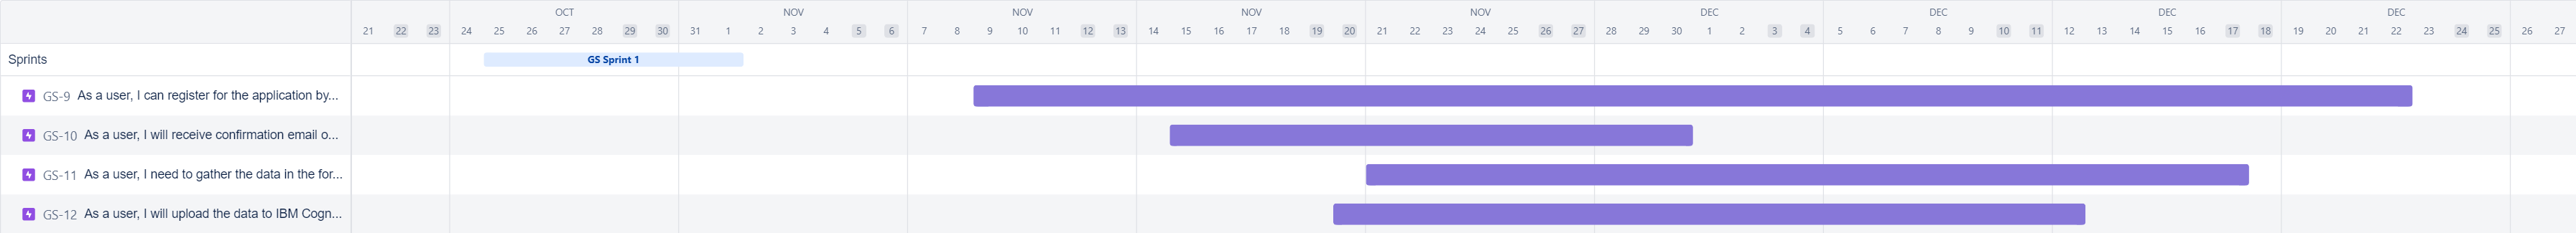 OCT NOV NOV NOV NOV DEC DEC DEC DEC
21 22 23 24 25 26 27 28 29 30 31 1 2 3 4 5 6 7 8 9 10 11 12 13 14 15 16 17 18 19 20 21 22 23 24 25 26 27 28 29 30 1 2 3 4 5 6 7 8 9 10 11 12 13 14 15 16 17 18 19 20 21 22 23 24 25 26 27
Sprints GS Sprint 1
GS-9 As a user, I can register for the application by...
GS-10 As a user, I will receive confirmation email o...
GS-11 As a user, I need to gather the data in the for...
GS-12 As a user, I will upload the data to IBM Cogn...